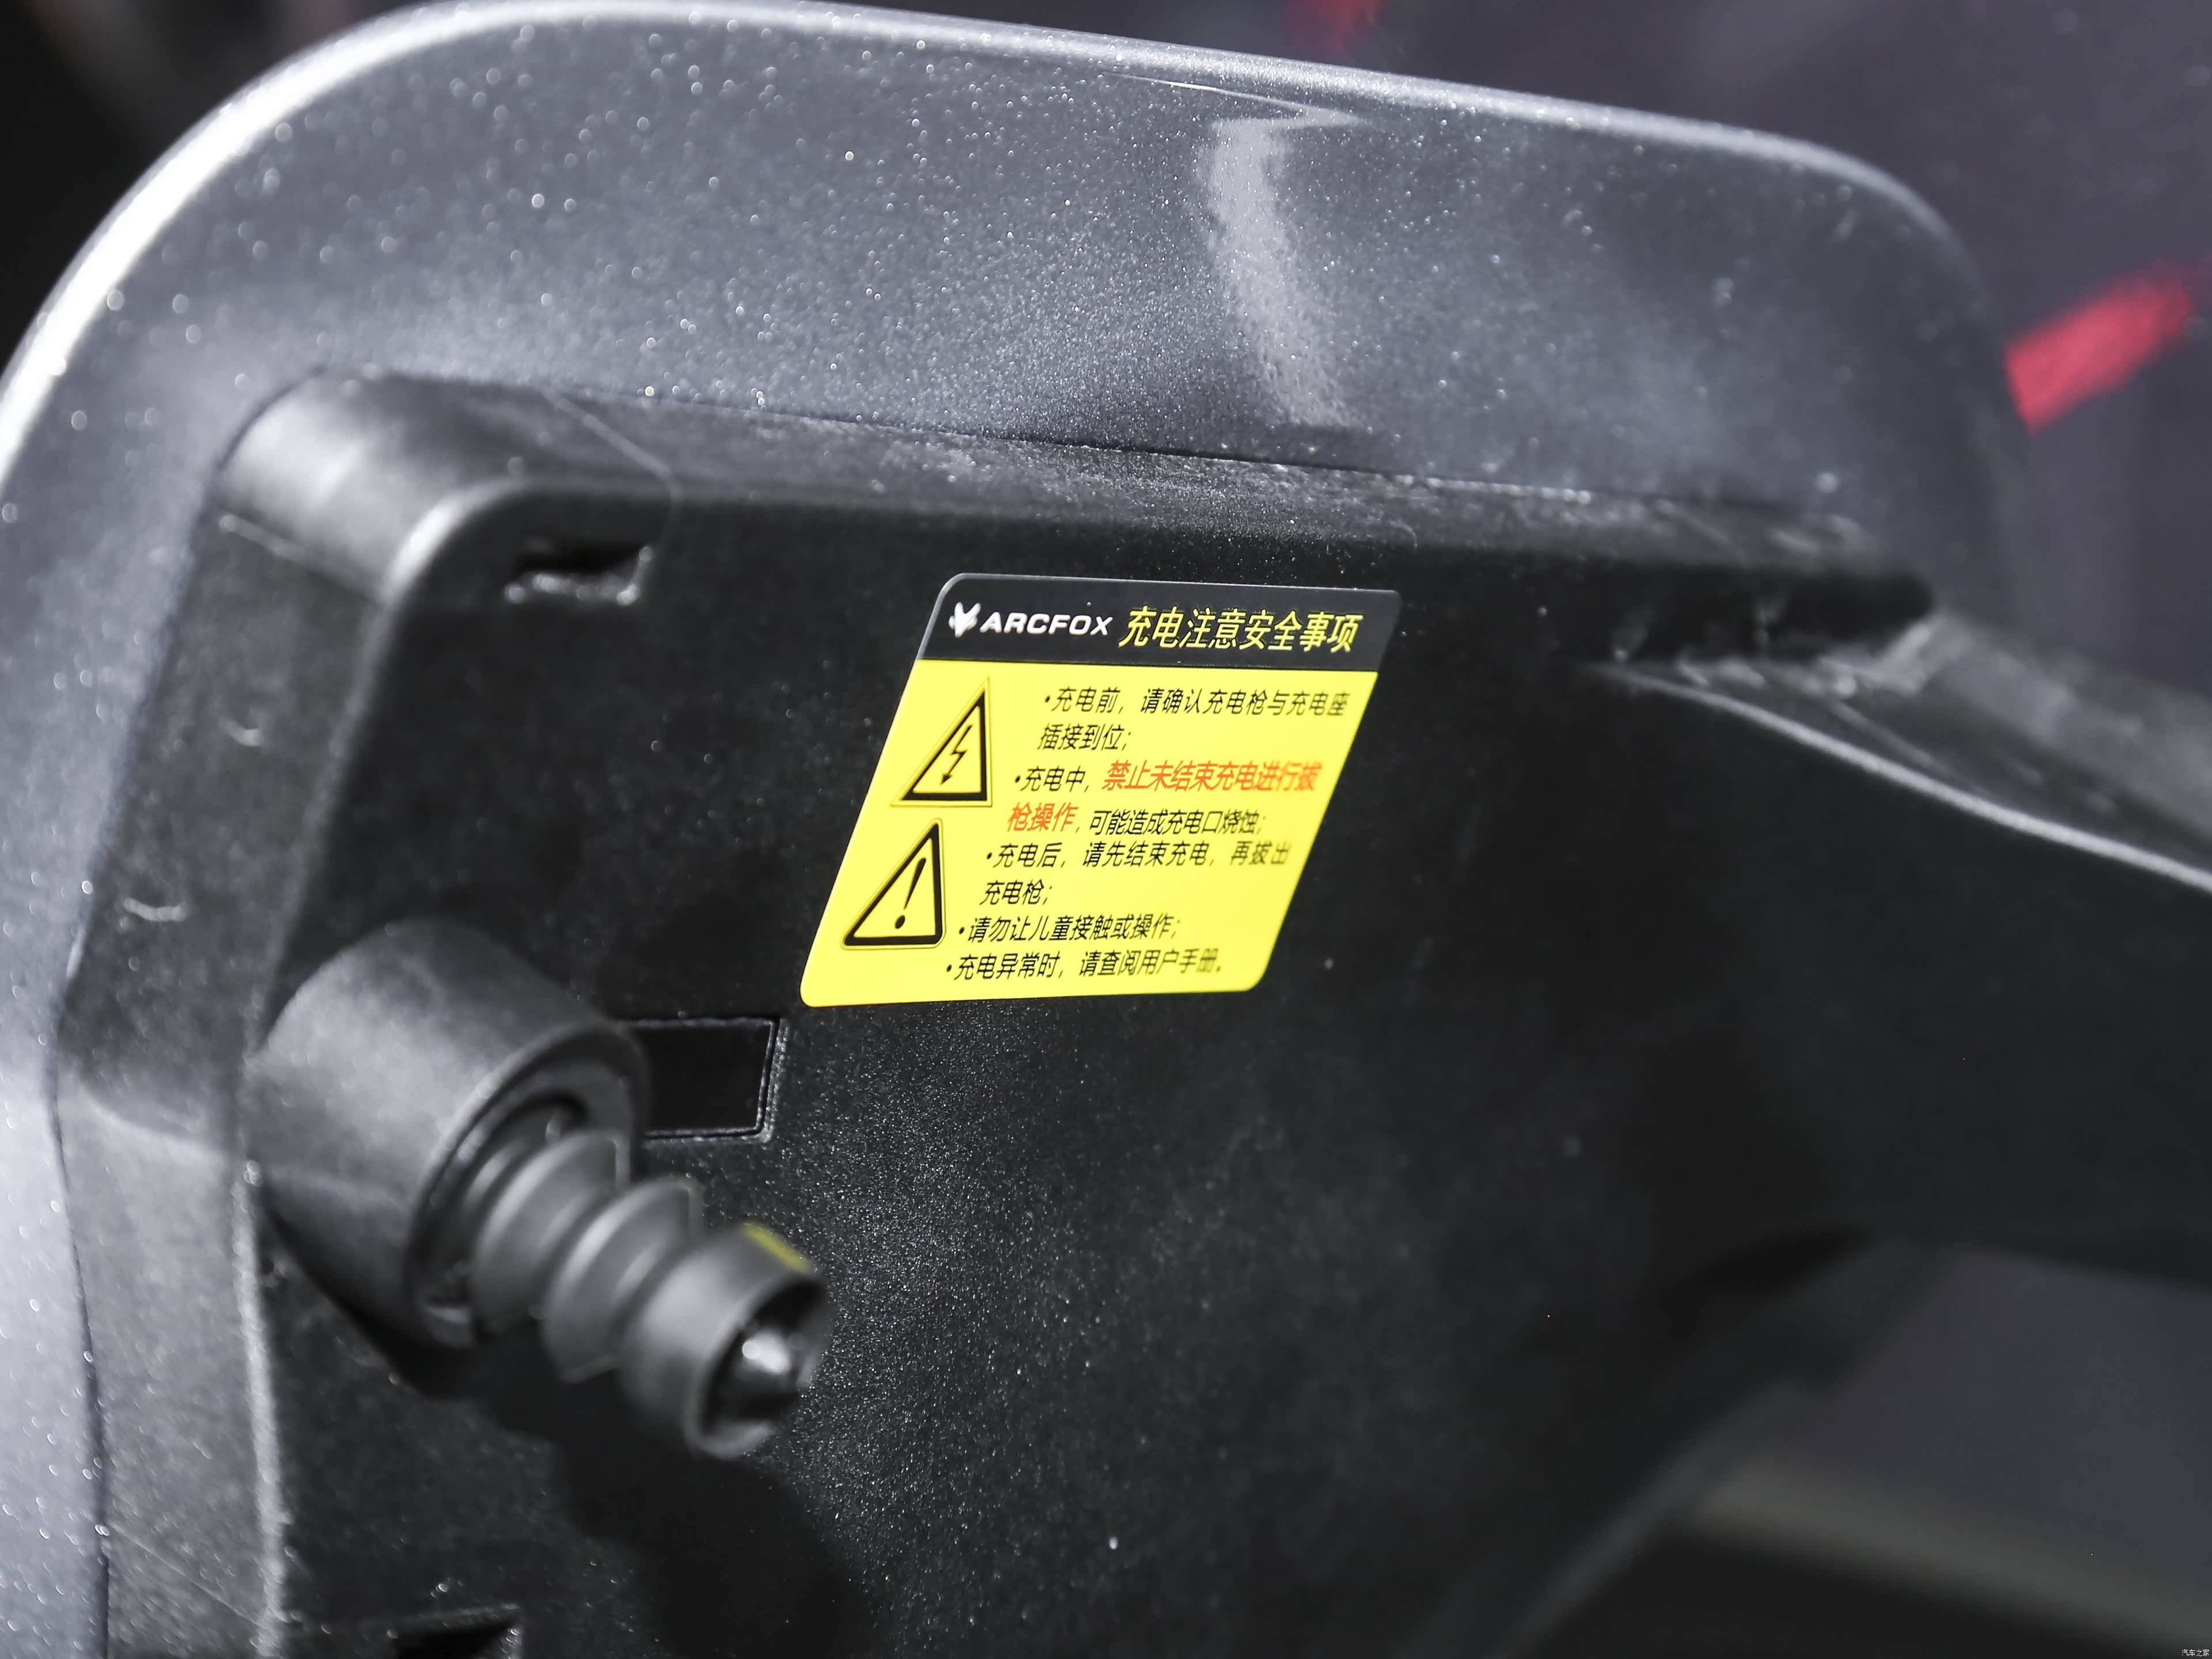 ARCFOX 充电注意安全事项
·充电前，请确认充电枪与充电座
插接到位；
·充电中，禁止未结束充电进行拔
枪操作，可能造成充电口烧蚀；
·充电后，请先结束充电，再拔出
充电枪；
·请勿让儿童接触或操作；
·充电异常时，请查阅用户手册。
汽车之家